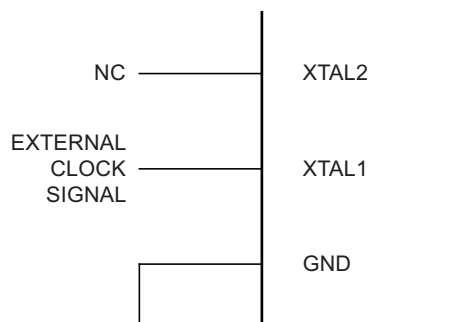 NC
XTAL2
EXTERNAL
CLOCK
SIGNAL
XTAL1
GND